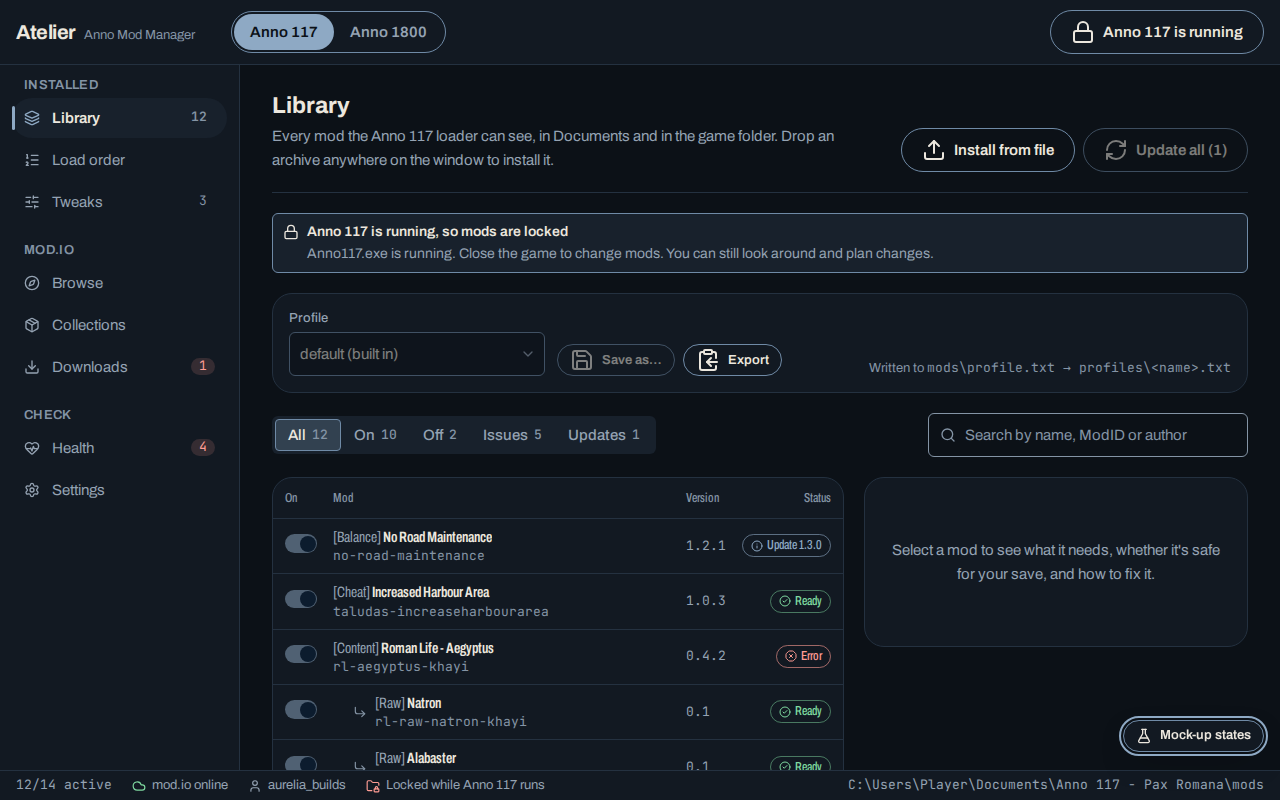 Atelier Anno Mod Manager Anno 117 Anno 1800 Anno 117 is running
INSTALLED
Library 12
Load order
Tweaks 3
MOD.IO
Browse
Collections
Downloads 1
CHECK
Health 4
Settings
Library
Every mod the Anno 117 loader can see, in Documents and in the game folder. Drop an
archive anywhere on the window to install it.
Install from file Update all (1)
Anno 117 is running, so mods are locked
Anno117.exe is running. Close the game to change mods. You can still look around and plan changes.
Profile
default (built in) Save as... Export Written to mods\profile.txt → profiles\<name>.txt
All 12 On 10 Off 2 Issues 5 Updates 1 Search by name, ModID or author
On Mod Version Status
[Balance] No Road Maintenance
no-road-maintenance
1.2.1 Update 1.3.0
[Cheat] Increased Harbour Area
taludas-increaseharbourarea
1.0.3 Ready
[Content] Roman Life - Aegyptus
rl-aegyptus-khayi
0.4.2 Error
[Raw] Natron
rl-raw-natron-khayi
0.1 Ready
[Raw] Alabaster
0.1 Ready
Select a mod to see what it needs, whether it's safe
for your save, and how to fix it.
Mock-up states
12/14 active mod.io online aurelia_builds Locked while Anno 117 runs C:\Users\Player\Documents\Anno 117 - Pax Romana\mods